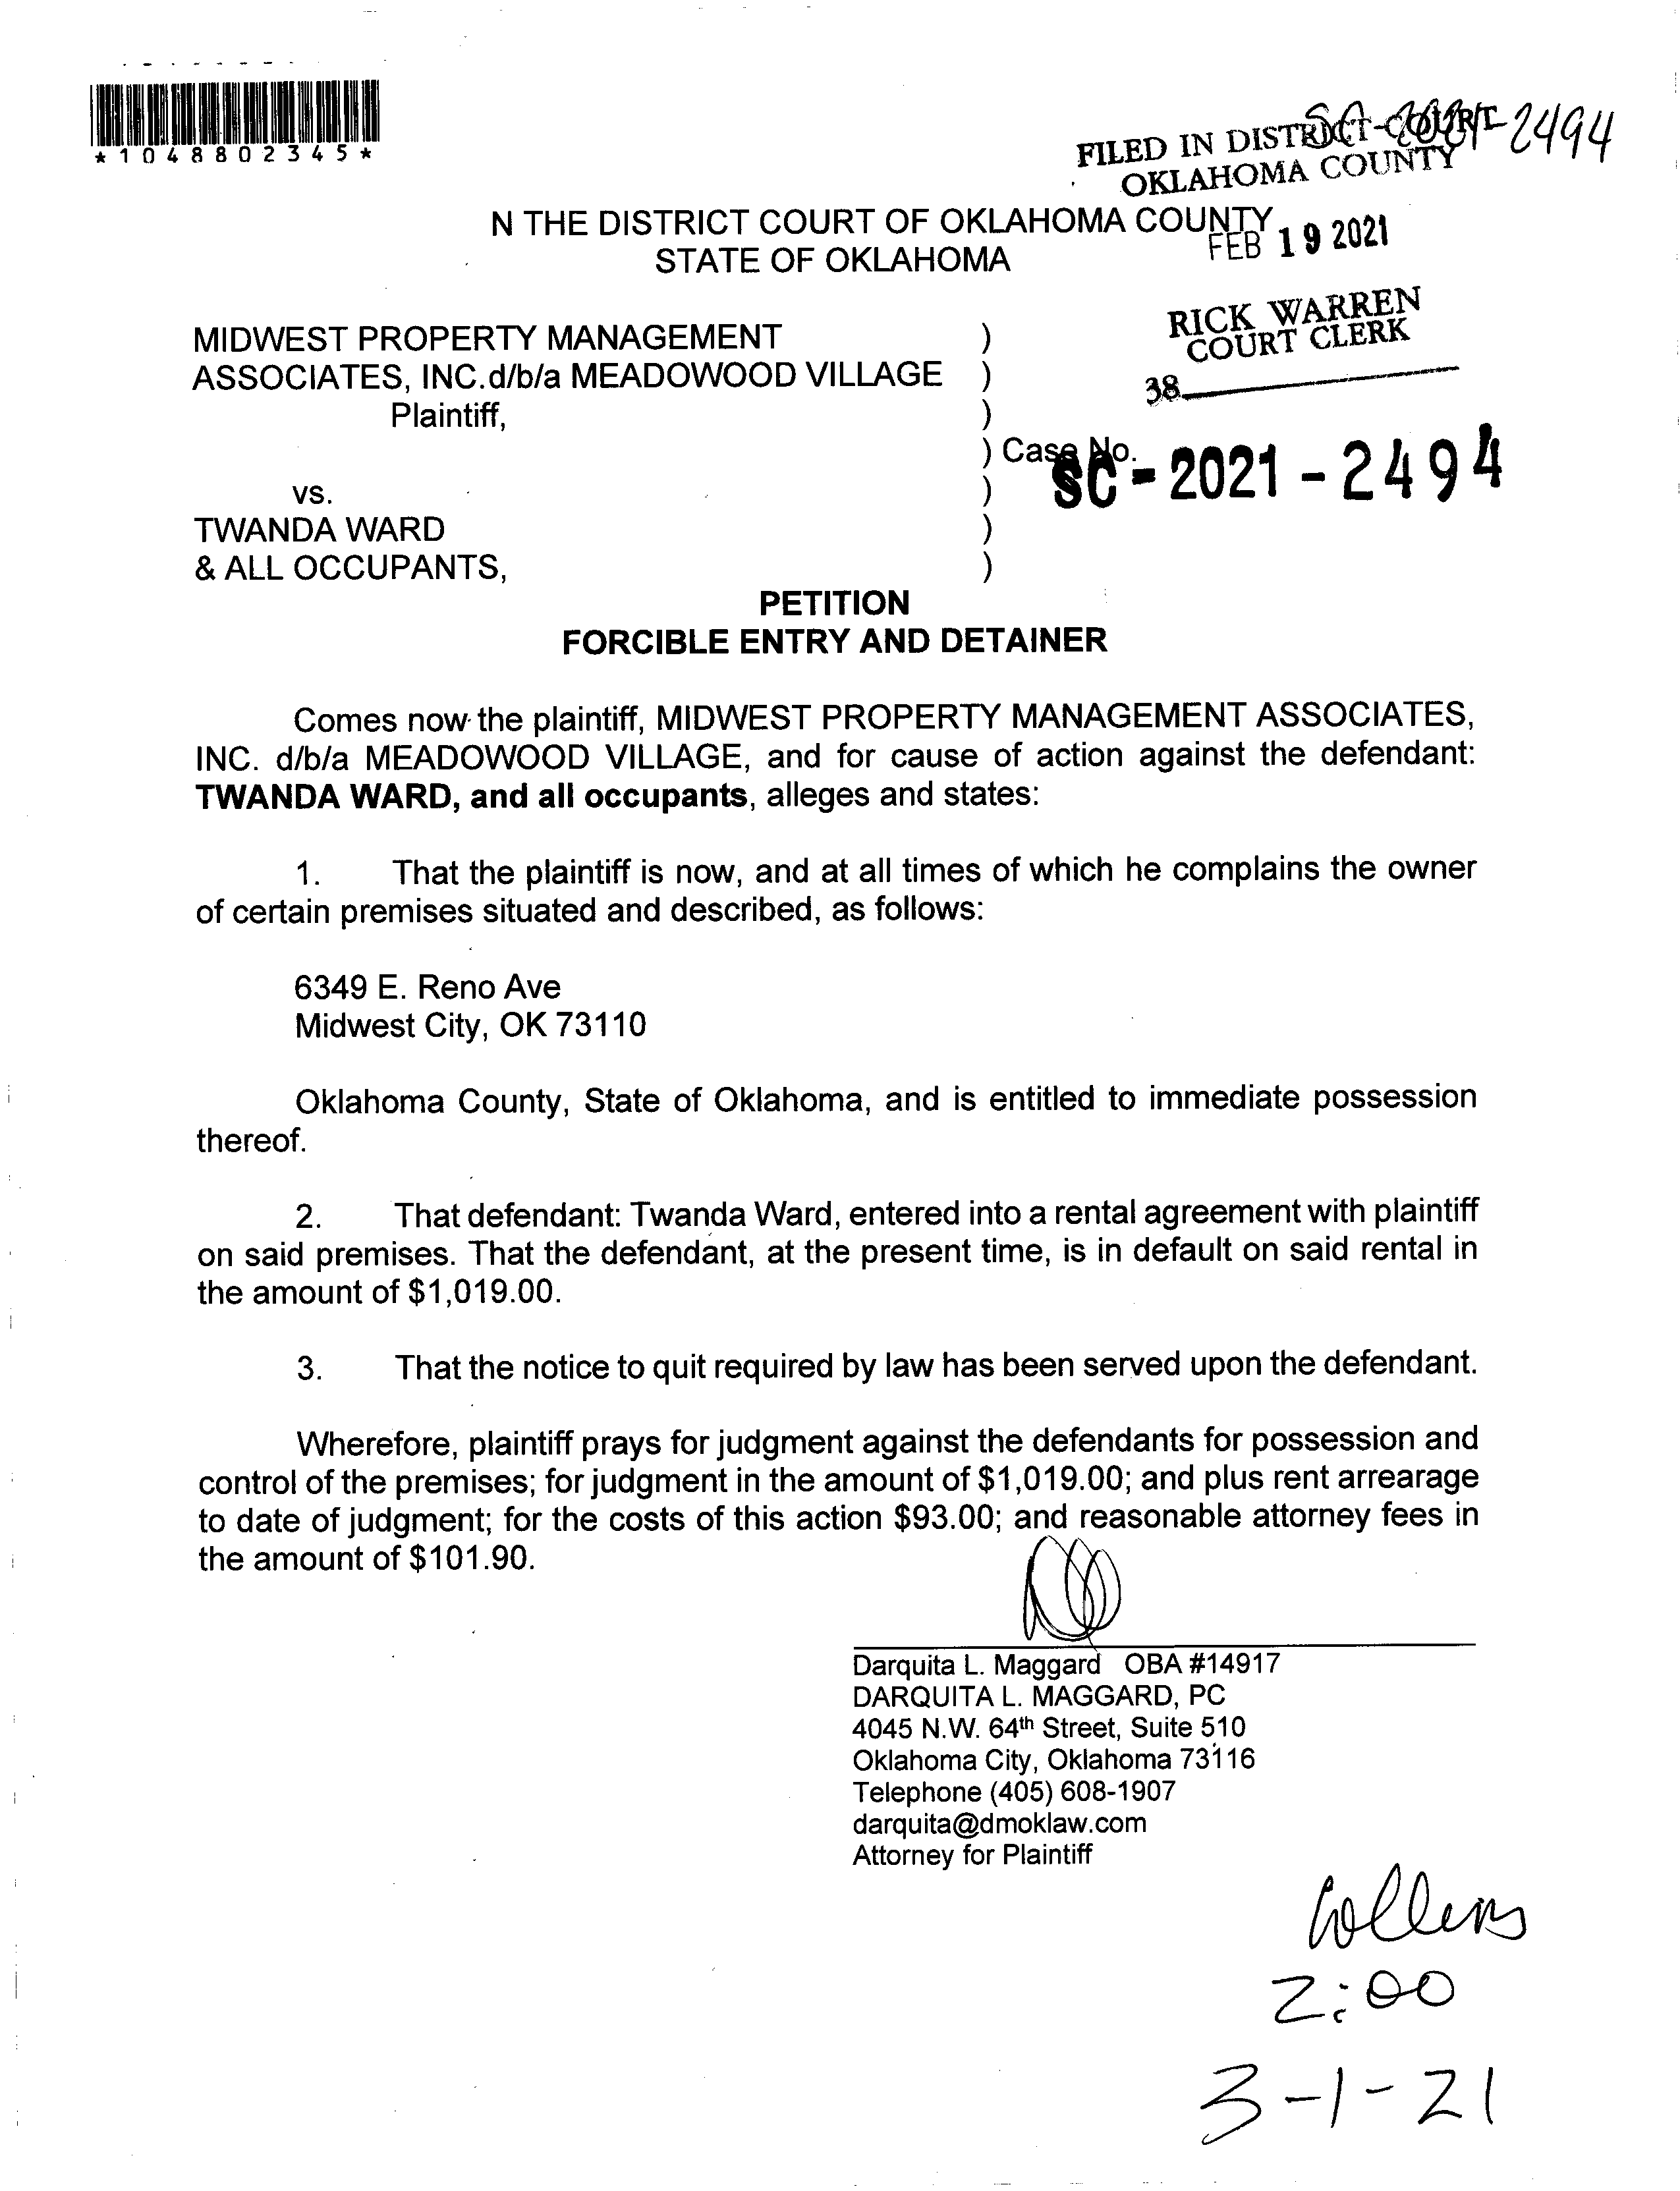 *1048802345*
SC-2021-2494
FILED IN DISTRICT COURT
OKLAHOMA COUNTY
N THE DISTRICT COURT OF OKLAHOMA COUNTY
FEB 19 2021
STATE OF OKLAHOMA
RICK WARREN
COURT CLERK
38
MIDWEST PROPERTY MANAGEMENT )
ASSOCIATES, INC.d/b/a MEADOWOOD VILLAGE )
Plaintiff, )
) Case No.
SC - 2021 - 2494
vs. )
TWANDA WARD )
& ALL OCCUPANTS, )
PETITION
FORCIBLE ENTRY AND DETAINER
Comes now the plaintiff, MIDWEST PROPERTY MANAGEMENT ASSOCIATES,
INC. d/b/a MEADOWOOD VILLAGE, and for cause of action against the defendant:
TWANDA WARD, and all occupants, alleges and states:
1. That the plaintiff is now, and at all times of which he complains the owner
of certain premises situated and described, as follows:
6349 E. Reno Ave
Midwest City, OK 73110
Oklahoma County, State of Oklahoma, and is entitled to immediate possession
thereof.
2. That defendant: Twanda Ward, entered into a rental agreement with plaintiff
on said premises. That the defendant, at the present time, is in default on said rental in
the amount of $1,019.00.
3. That the notice to quit required by law has been served upon the defendant.
Wherefore, plaintiff prays for judgment against the defendants for possession and
control of the premises; for judgment in the amount of $1,019.00; and plus rent arrearage
to date of judgment; for the costs of this action $93.00; and reasonable attorney fees in
the amount of $101.90.
Darquita L. Maggard OBA #14917
DARQUITA L. MAGGARD, PC
4045 N.W. 64th Street, Suite 510
Oklahoma City, Oklahoma 73116
Telephone (405) 608-1907
darquita@dmoklaw.com
Attorney for Plaintiff
Collins
2:00
3-1-21